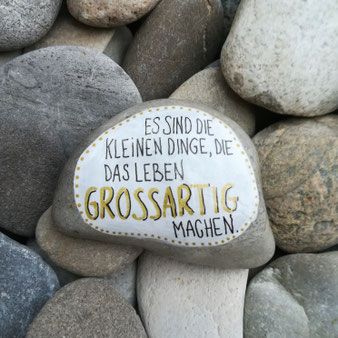 ES SIND DIE
KLEINEN DINGE, DIE
DAS LEBEN
GROSSARTIG
MACHEN.